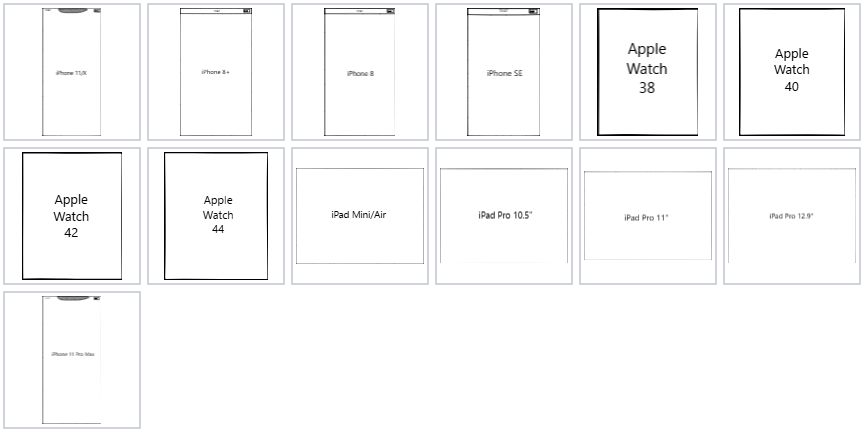 iPhone 11/X
iPhone 8+
iPhone 8
iPhone SE
Apple
Watch
38
Apple
Watch
40
Apple
Watch
42
Apple
Watch
44
iPad Mini/Air
iPad Pro 10.5"
iPad Pro 11"
iPad Pro 12.9"
iPhone 11 Pro Max